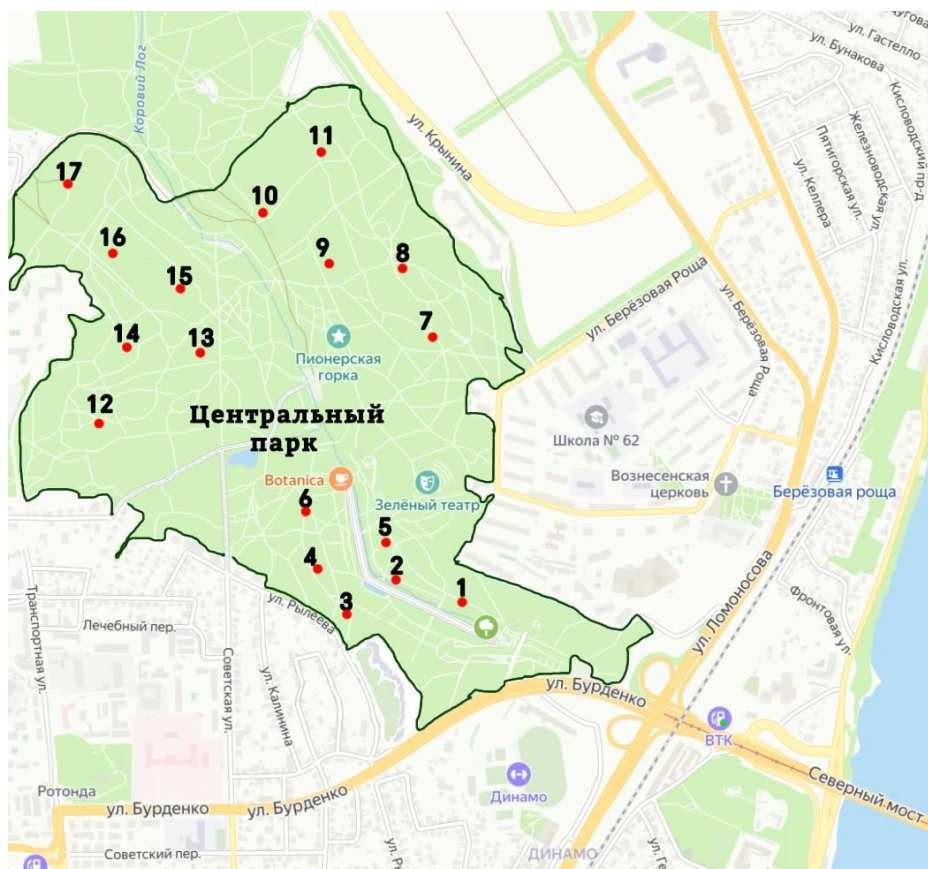 ул. Гастело
ул. Бунакова
Коровий Лог
ул. Крынина
Кисловодский пр-д
Железноводская ул.
Пятигорская ул.
ул. Келлера
11
17
10
16
9
8
15
ул. Берёзовая Роща
ул. Берёзовая Роща
Кисловодская ул.
7
14
13
Пионерская
горка
12
Центральный
парк
Школа № 62
Вознесенская
церковь
Берёзовая роща
Botanica
Зелёный театр
6
5
4
2
1
3
ул. Ломоносова
Фронтовая ул.
Транспортная ул.
ул. Рылеева
Лечебный пер.
Советская ул.
ул. Калинина
ул. Бурденко
ВТК
Северный мост
Динамо
Ротонда
ул. Бурденко
ул. Бурденко
Советский пер.
ДИНАМО